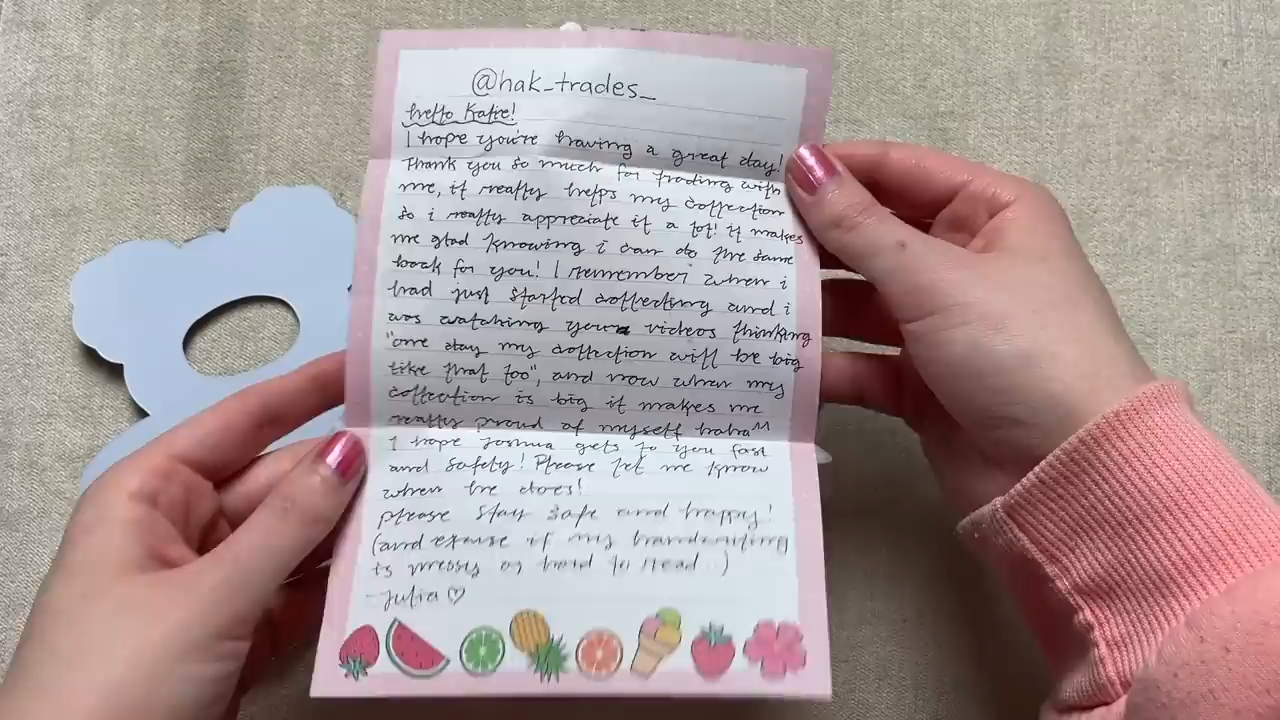 @hak_trades_
hello Katie!
I hope you're having a great day!
Thank you so much for trading with
me, it really helps my collection
so i really appreciate it a lot! it makes
me glad knowing i can do the same
back for you! I remember when i
had just started collecting and i
was watching your videos thinking
"one day my collection will be big
like that too", and now when my
collection is big it makes me
really proud of myself haha^^
I hope Joshua gets to you fast
and safely! Please let me know
when he does!
please stay safe and happy!
(and excuse if my handwriting
is messy or hard to read...)
-Julia♡